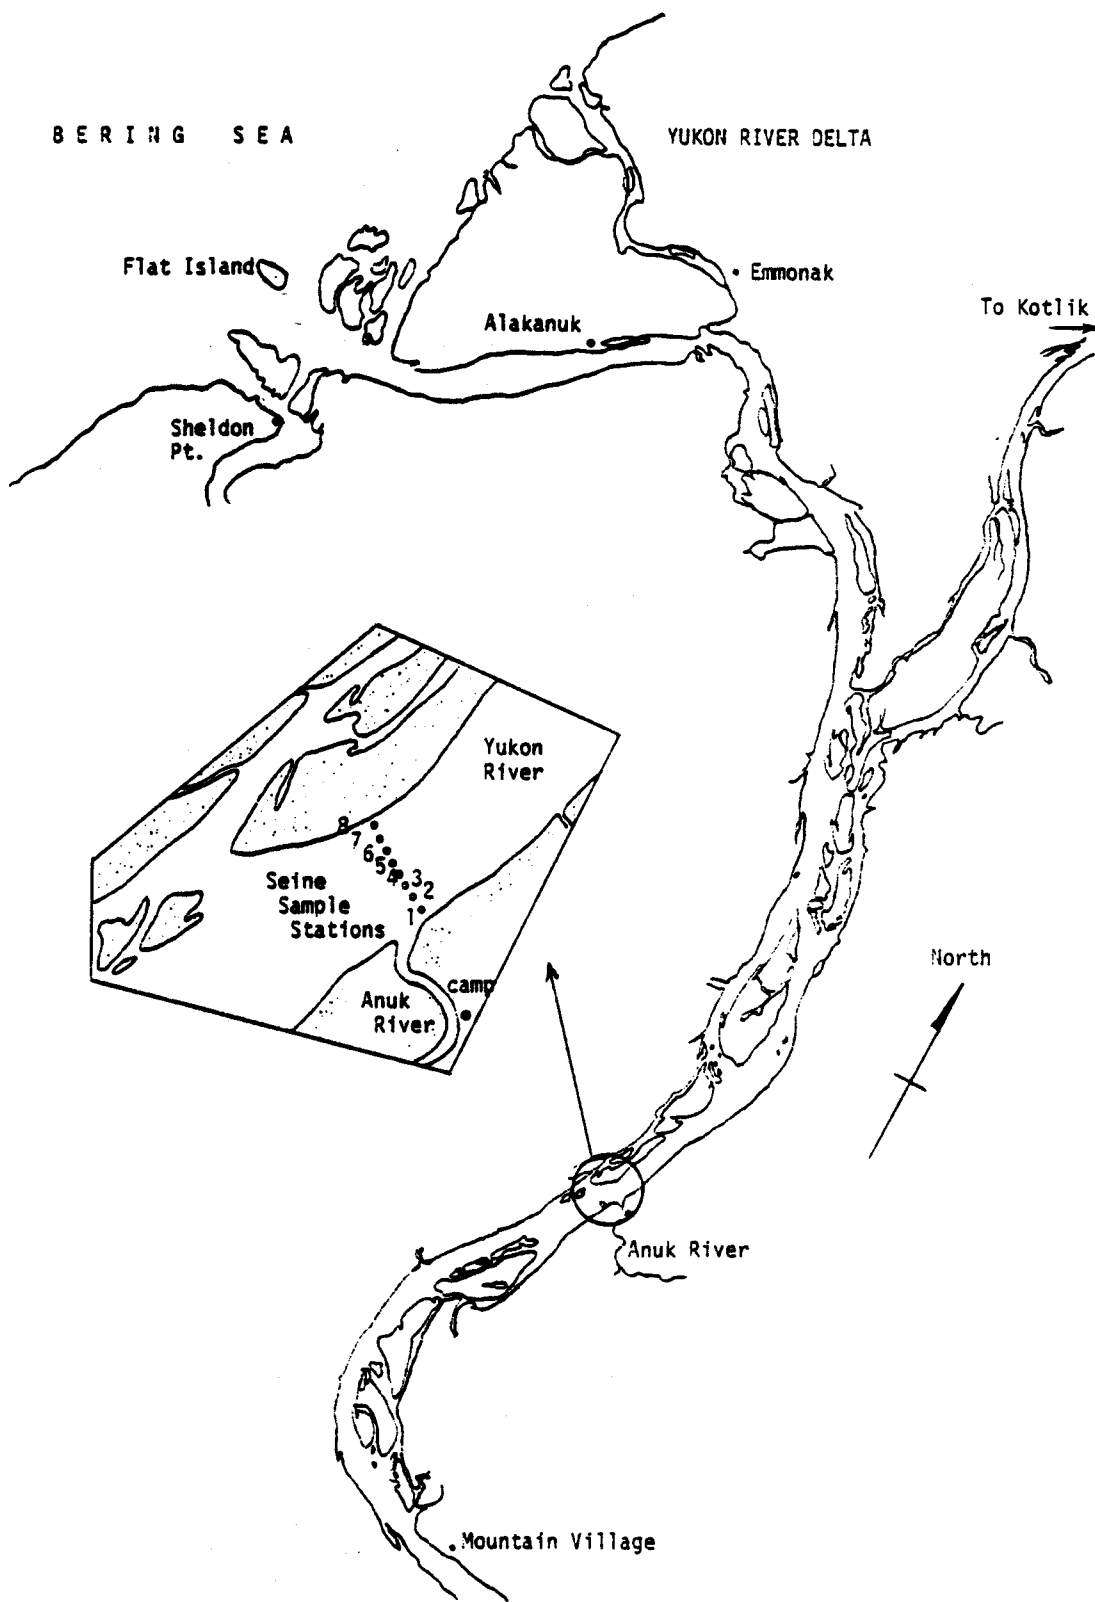 BERING SEA
YUKON RIVER DELTA
Flat Island
Emmonak
To Kotlik
Alakanuk
Sheldon
Pt.
Yukon
River
8
7
6
5
4
3
2
1
Seine
Sample
Stations
camp
Anuk
River
North
Anuk River
Mountain Village